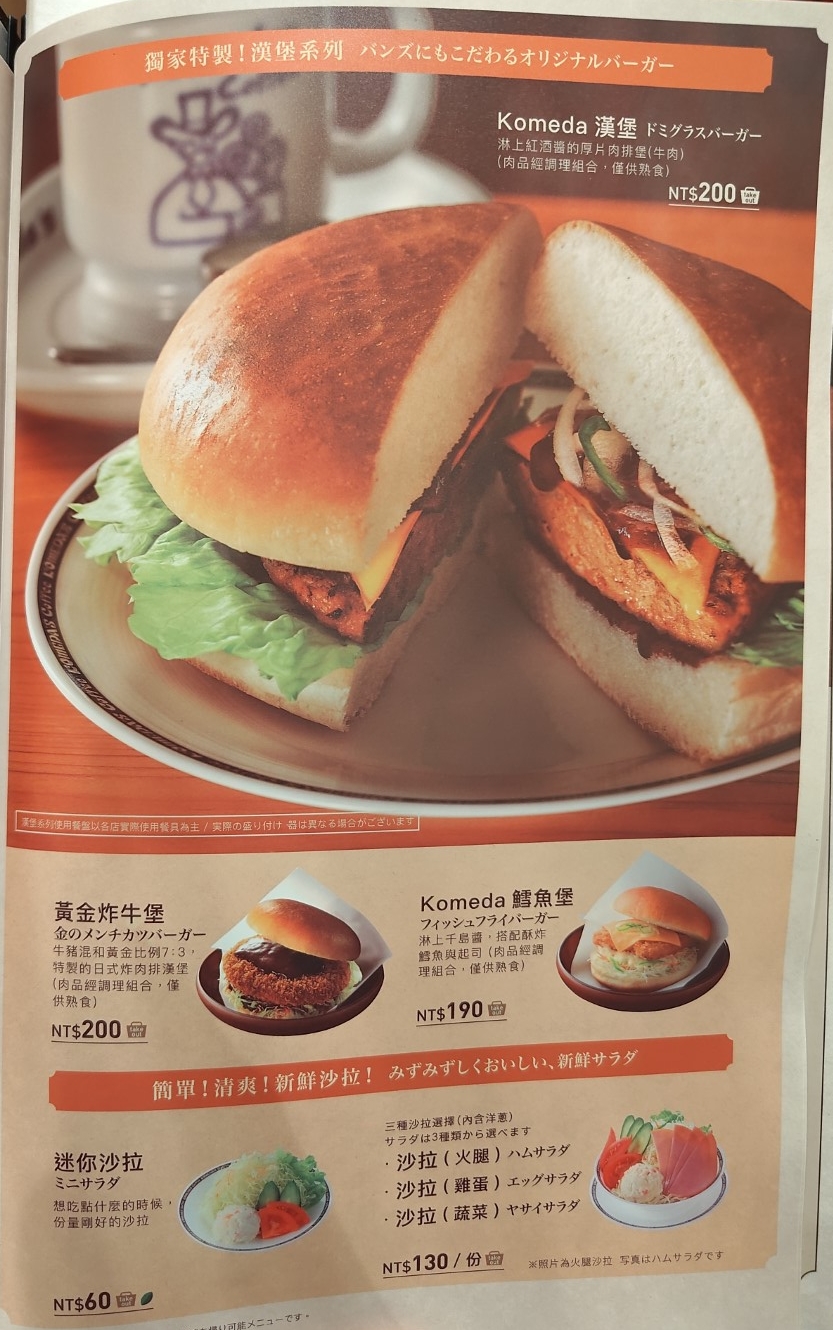 獨家特製！漢堡系列 バンズにもこだわるオリジナルバーガー
Komeda 漢堡 ドミグラスバーガー
淋上紅酒醬的厚片肉排堡(牛肉)
(肉品經調理組合，僅供熟食)
NT$200 take out
漢堡系列使用餐盤以各店實際使用餐具為主 / 実際の盛り付け·器は異なる場合がございます
黃金炸牛堡
金のメンチカツバーガー
牛豬混和黃金比例7:3，
特製的日式炸肉排漢堡
(肉品經調理組合，僅
供熟食)
NT$200 take out
Komeda 鱈魚堡
フィッシュフライバーガー
淋上千島醬，搭配酥炸
鱈魚與起司 (肉品經調
理組合，僅供熟食)
NT$190 take out
簡單！清爽！新鮮沙拉！ みずみずしくおいしい、新鮮サラダ
迷你沙拉
ミニサラダ
想吃點什麼的時候，
份量剛好的沙拉
NT$60 take out
三種沙拉選擇(內含洋蔥)
サラダは3種類から選べます
· 沙拉 ( 火腿 ) ハムサラダ
· 沙拉 ( 雞蛋 ) エッグサラダ
· 沙拉 ( 蔬菜 ) ヤサイサラダ
NT$130 / 份 take out
※照片為火腿沙拉 写真はハムサラダです
り可能メニューです。